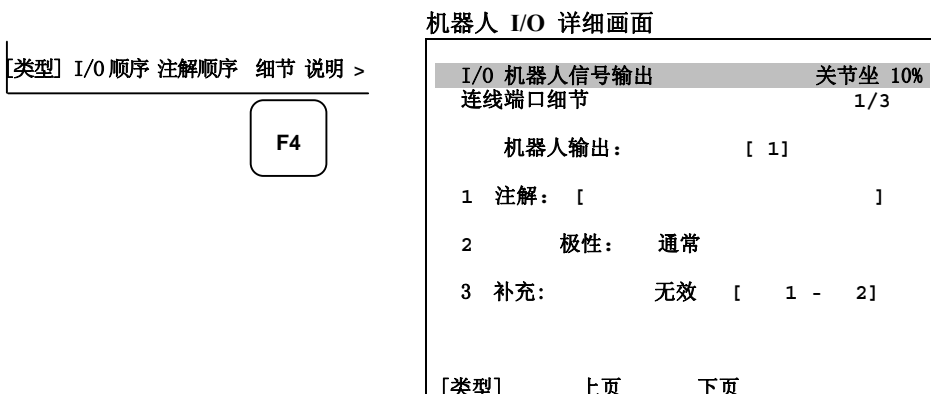 机器人 I/O 详细画面
[类型] I/O 顺序 注解顺序 细节 说明 >
F4
I/O 机器人信号输出 关节坐 10%
连线端口细节 1/3
机器人输出: [ 1]
1 注解: [ ]
2 极性: 通常
3 补充: 无效 [ 1 - 2]
[类型] 上页 下页